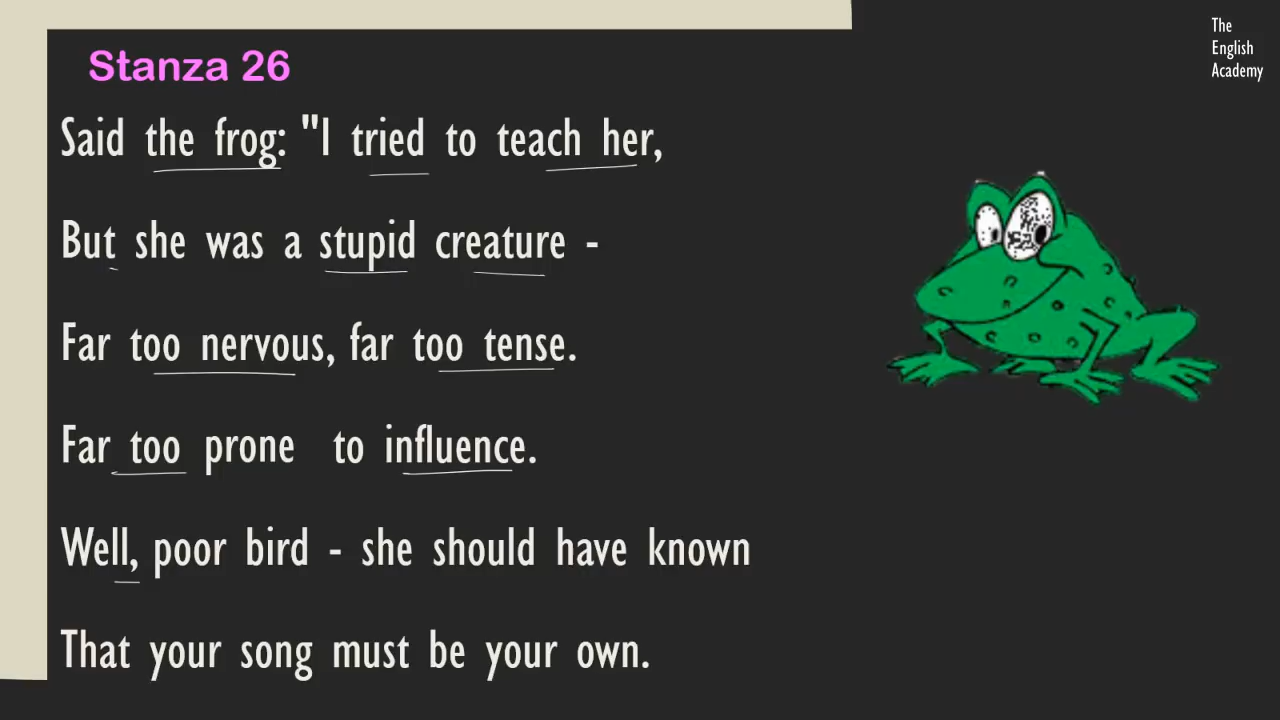 The
English
Academy
Stanza 26
Said the frog: "I tried to teach her,
But she was a stupid creature -
Far too nervous, far too tense.
Far too prone to influence.
Well, poor bird - she should have known
That your song must be your own.